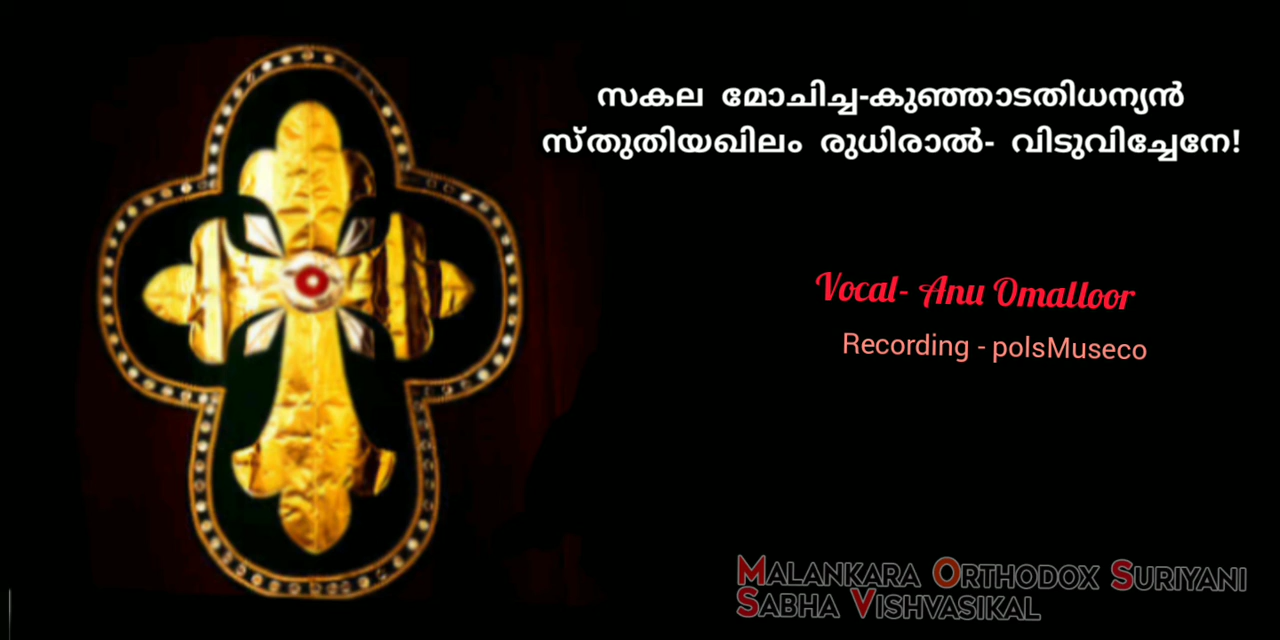 സകല മോചിച്ച-കുഞ്ഞാടതിധന്യൻ
സ്തുതിയഖിലം രുധിരാൽ- വിടുവിച്ചേനേ!
Vocal- Anu Omalloor
Recording - polsMuseco
MALANKARA ORTHODOX SURIYANI
SABHA VISHVASIKAL